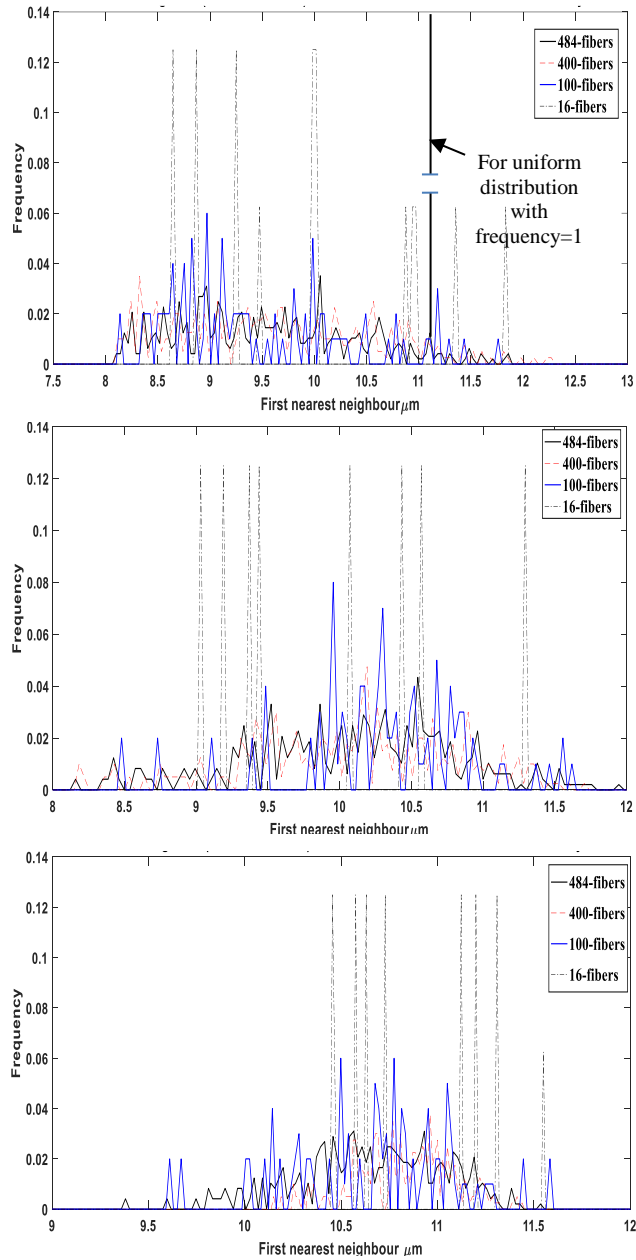 0.14
0.12
0.1
0.08
0.06
0.04
0.02
0
Frequency
484-fibers
400-fibers
100-fibers
16-fibers
For uniform
distribution
with
frequency=1
7.5 8 8.5 9 9.5 10 10.5 11 11.5 12 12.5 13
First nearest neighbour μm
0.14
0.12
0.1
0.08
0.06
0.04
0.02
0
Frequency
484-fibers
400-fibers
100-fibers
16-fibers
8 8.5 9 9.5 10 10.5 11 11.5 12
First nearest neighbour μm
0.14
0.12
0.1
0.08
0.06
0.04
0.02
0
Frequency
484-fibers
400-fibers
100-fibers
16-fibers
9 9.5 10 10.5 11 11.5 12
First nearest neighbour μm